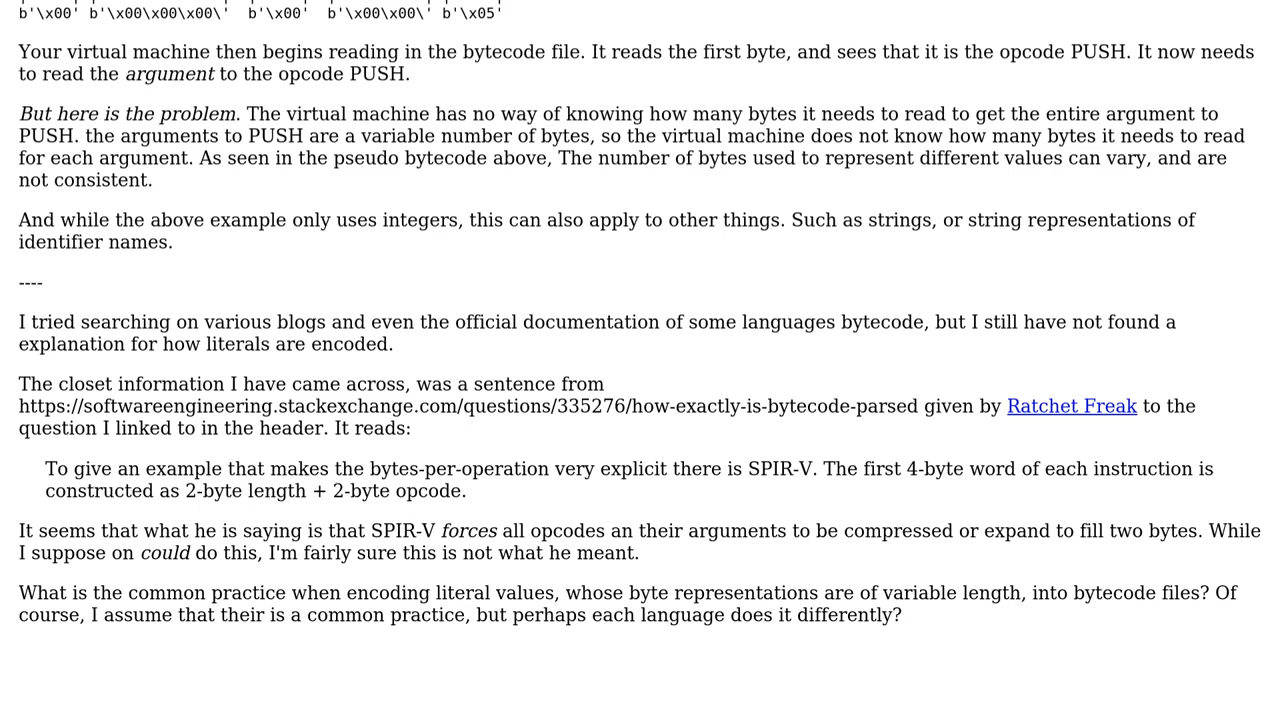 b'\x00' b'\x00\x00\x00\' b'\x00' b'\x00\x00\' b'\x05'
Your virtual machine then begins reading in the bytecode file. It reads the first byte, and sees that it is the opcode PUSH. It now needs
to read the argument to the opcode PUSH.
But here is the problem. The virtual machine has no way of knowing how many bytes it needs to read to get the entire argument to
PUSH. the arguments to PUSH are a variable number of bytes, so the virtual machine does not know how many bytes it needs to read
for each argument. As seen in the pseudo bytecode above, The number of bytes used to represent different values can vary, and are
not consistent.
And while the above example only uses integers, this can also apply to other things. Such as strings, or string representations of
identifier names.
----
I tried searching on various blogs and even the official documentation of some languages bytecode, but I still have not found a
explanation for how literals are encoded.
The closet information I have came across, was a sentence from
https://softwareengineering.stackexchange.com/questions/335276/how-exactly-is-bytecode-parsed given by Ratchet Freak to the
question I linked to in the header. It reads:
To give an example that makes the bytes-per-operation very explicit there is SPIR-V. The first 4-byte word of each instruction is
constructed as 2-byte length + 2-byte opcode.
It seems that what he is saying is that SPIR-V forces all opcodes an their arguments to be compressed or expand to fill two bytes. While
I suppose on could do this, I'm fairly sure this is not what he meant.
What is the common practice when encoding literal values, whose byte representations are of variable length, into bytecode files? Of
course, I assume that their is a common practice, but perhaps each language does it differently?